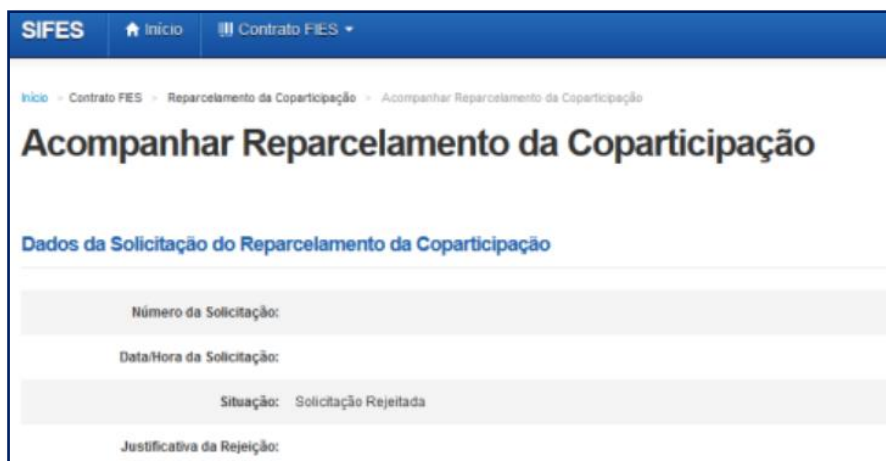 SIFES Início Contrato FIES
Início > Contrato FIES > Reparcelamento da Coparticipação > Acompanhar Reparcelamento da Coparticipação
Acompanhar Reparcelamento da Coparticipação
Dados da Solicitação do Reparcelamento da Coparticipação
Número da Solicitação:
Data/Hora da Solicitação:
Situação: Solicitação Rejeitada
Justificativa da Rejeição: